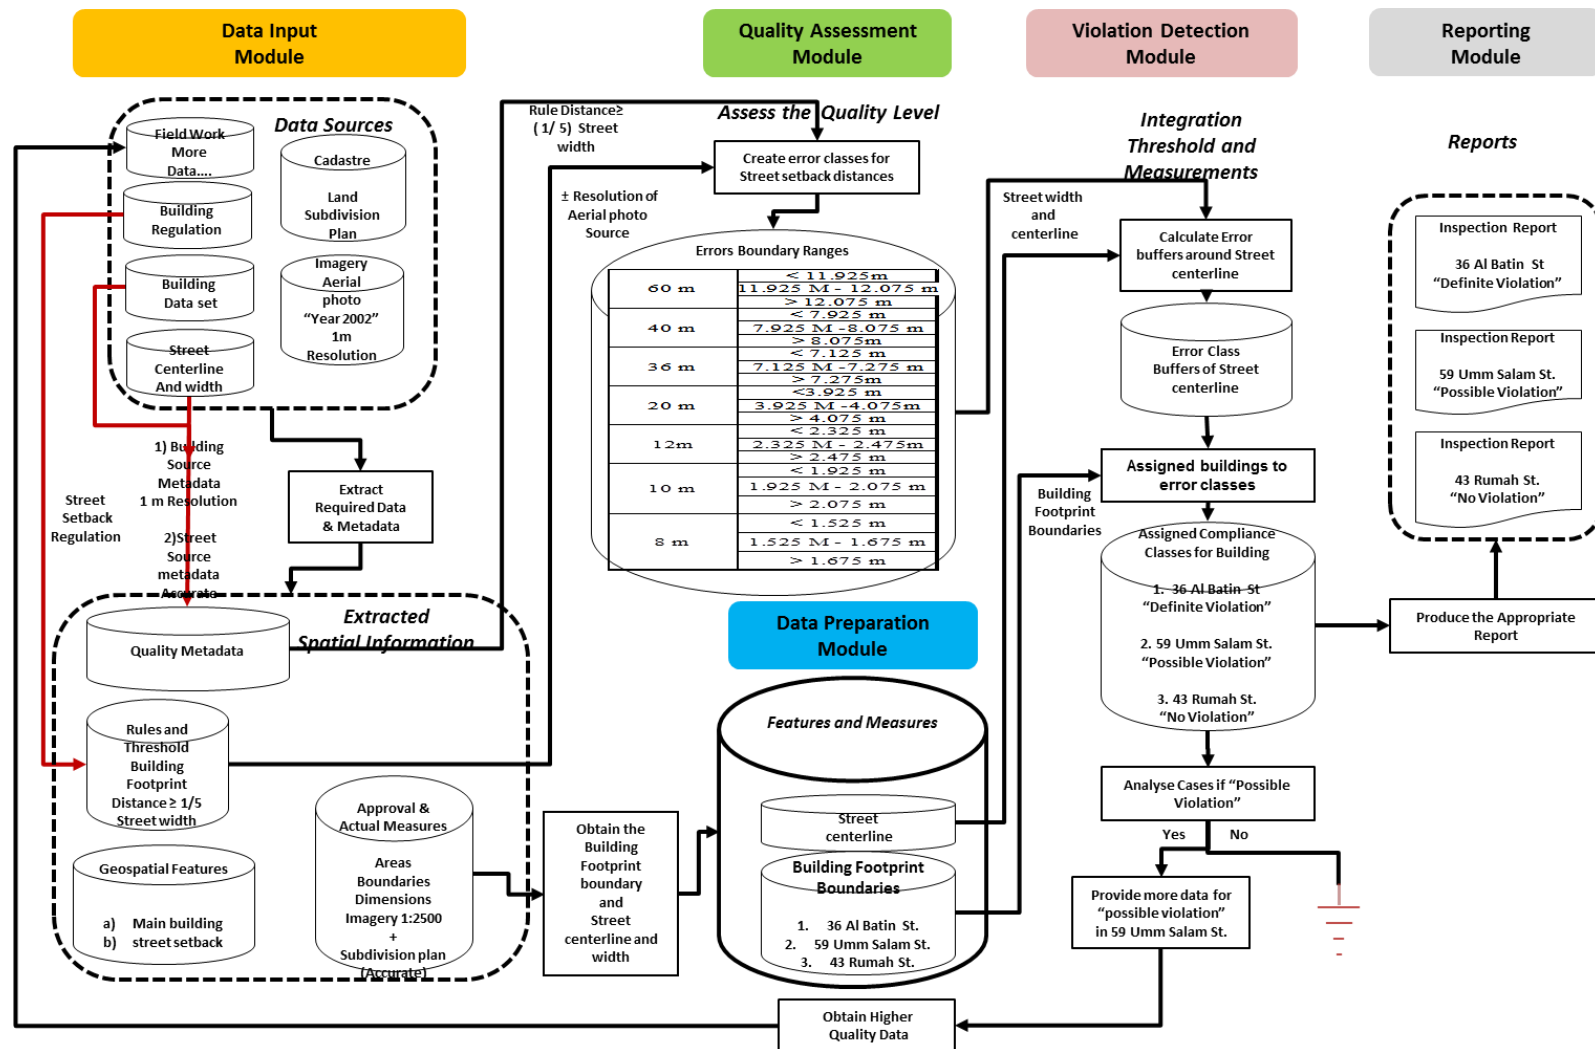 Data Input
Module
Quality Assessment
Module
Violation Detection
Module
Reporting
Module
Data Sources
Field Work
More
Data....
Cadastre
Land
Subdivision
Plan
Building
Regulation
Building
Data set
Imagery
Aerial
photo
“Year 2002”
1m
Resolution
Street
Centerline
And width
1) Building
Source
Metadata
1 m Resolution
2)Street
Source
metadata
Accurate
Street
Setback
Regulation
Extract
Required Data
& Metadata
Extracted
Spatial Information
Quality Metadata
Rules and
Threshold
Building
Footprint
Distance ≥ 1/5
Street width
Geospatial Features
a) Main building
b) street setback
Approval &
Actual Measures
Areas
Boundaries
Dimensions
Imagery 1:2500
+
Subdivision plan
(Accurate)
Obtain the
Building
Footprint
boundary
and
Street
centerline and
width
Rule Distance≥
( 1/ 5) Street
width
± Resolution of
Aerial photo
Source
Assess the Quality Level
Create error classes for
Street setback distances
Errors Boundary Ranges
60 m
< 11.925m
11.925 M - 12.075 m
> 12.075 m
40 m
< 7.925 m
7.925 M -8.075 m
> 8.075m
36 m
< 7.125 m
7.125 M -7.275 m
> 7.275m
20 m
<3.925 m
3.925 M -4.075m
> 4.075 m
12m
< 2.325 m
2.325 M - 2.475m
> 2.475 m
10 m
< 1.925 m
1.925 M - 2.075 m
> 2.075 m
8 m
< 1.525 m
1.525 M - 1.675 m
> 1.675 m
Data Preparation
Module
Features and Measures
Street
centerline
Building Footprint
Boundaries
1. 36 Al Batin St.
2. 59 Umm Salam St.
3. 43 Rumah St.
Obtain Higher
Quality Data
Integration
Threshold and
Measurements
Street width
and
centerline
Calculate Error
buffers around Street
centerline
Error Class
Buffers of Street
centerline
Building
Footprint
Boundaries
Assigned buildings to
error classes
Assigned Compliance
Classes for Building
1. 36 Al Batin St
“Definite Violation”
2. 59 Umm Salam St.
“Possible Violation”
3. 43 Rumah St.
“No Violation”
Analyse Cases if “Possible
Violation”
Yes
No
Provide more data for
“possible violation”
in 59 Umm Salam St.
Reports
Inspection Report
36 Al Batin St
“Definite Violation”
Inspection Report
59 Umm Salam St.
“Possible Violation”
Inspection Report
43 Rumah St.
“No Violation”
Produce the Appropriate
Report